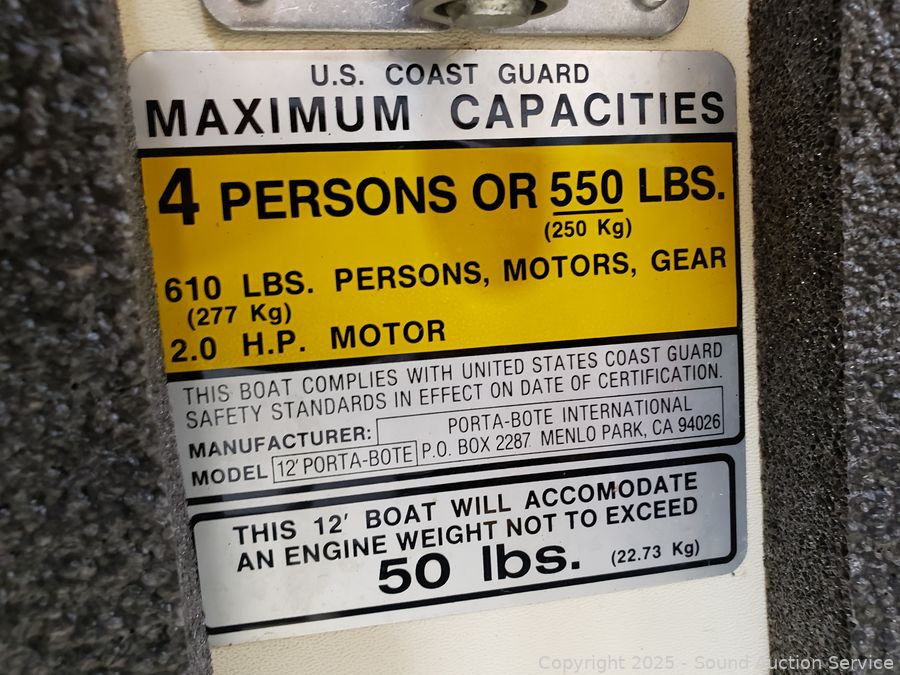 U.S. COAST GUARD
MAXIMUM CAPACITIES
4 PERSONS OR 550 LBS.
(250 Kg)
610 LBS. PERSONS, MOTORS, GEAR
(277 Kg)
2.0 H.P. MOTOR
THIS BOAT COMPLIES WITH UNITED STATES COAST GUARD
SAFETY STANDARDS IN EFFECT ON DATE OF CERTIFICATION.
MANUFACTURER: PORTA-BOTE INTERNATIONAL
MODEL 12' PORTA-BOTE P.O. BOX 2287 MENLO PARK, CA 94026
THIS 12' BOAT WILL ACCOMODATE
AN ENGINE WEIGHT NOT TO EXCEED
50 lbs. (22.73 Kg)
Copyright 2025 - Sound Auction Service